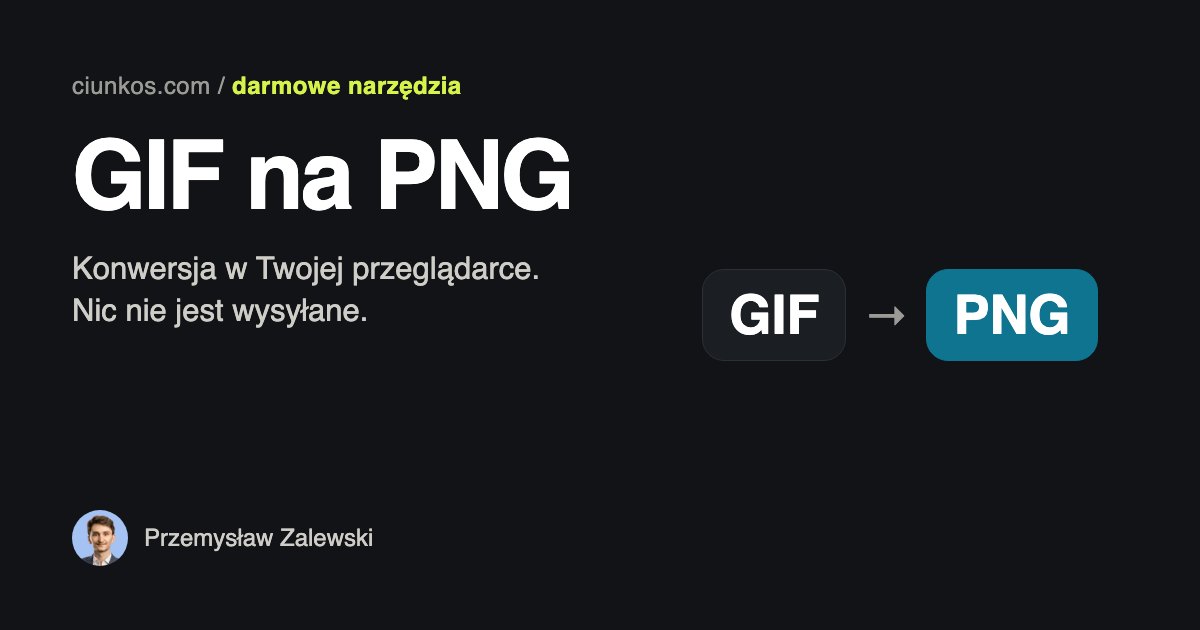 ciunkos.com / darmowe narzędzia
GIF na PNG
Konwersja w Twojej przeglądarce.
Nic nie jest wysyłane.
GIF → PNG
Przemysław Zalewski